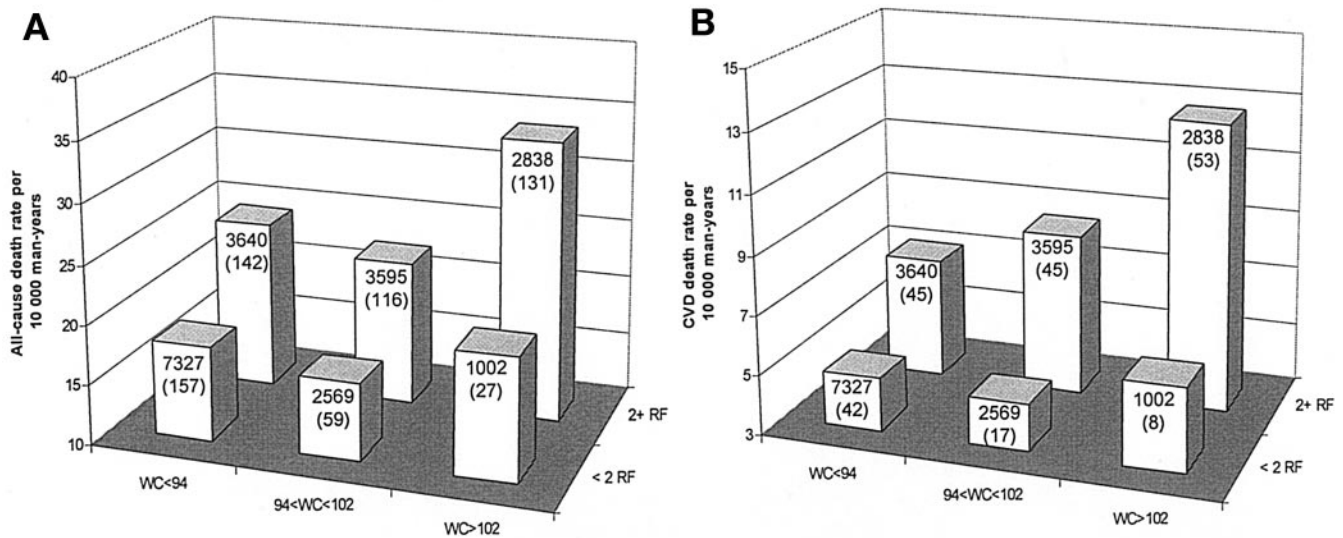 A
All-cause death rate per
10 000 man-years
40
35
30
25
20
15
10
3640
(142)
3595
(116)
2838
(131)
7327
(157)
2569
(59)
1002
(27)
WC<94
94<WC<102
WC>102
< 2 RF
2+ RF
B
CVD death rate per
10 000 man-years
15
13
11
9
7
5
3
3640
(45)
3595
(45)
2838
(53)
7327
(42)
2569
(17)
1002
(8)
WC<94
94<WC<102
WC>102
< 2 RF
2+ RF